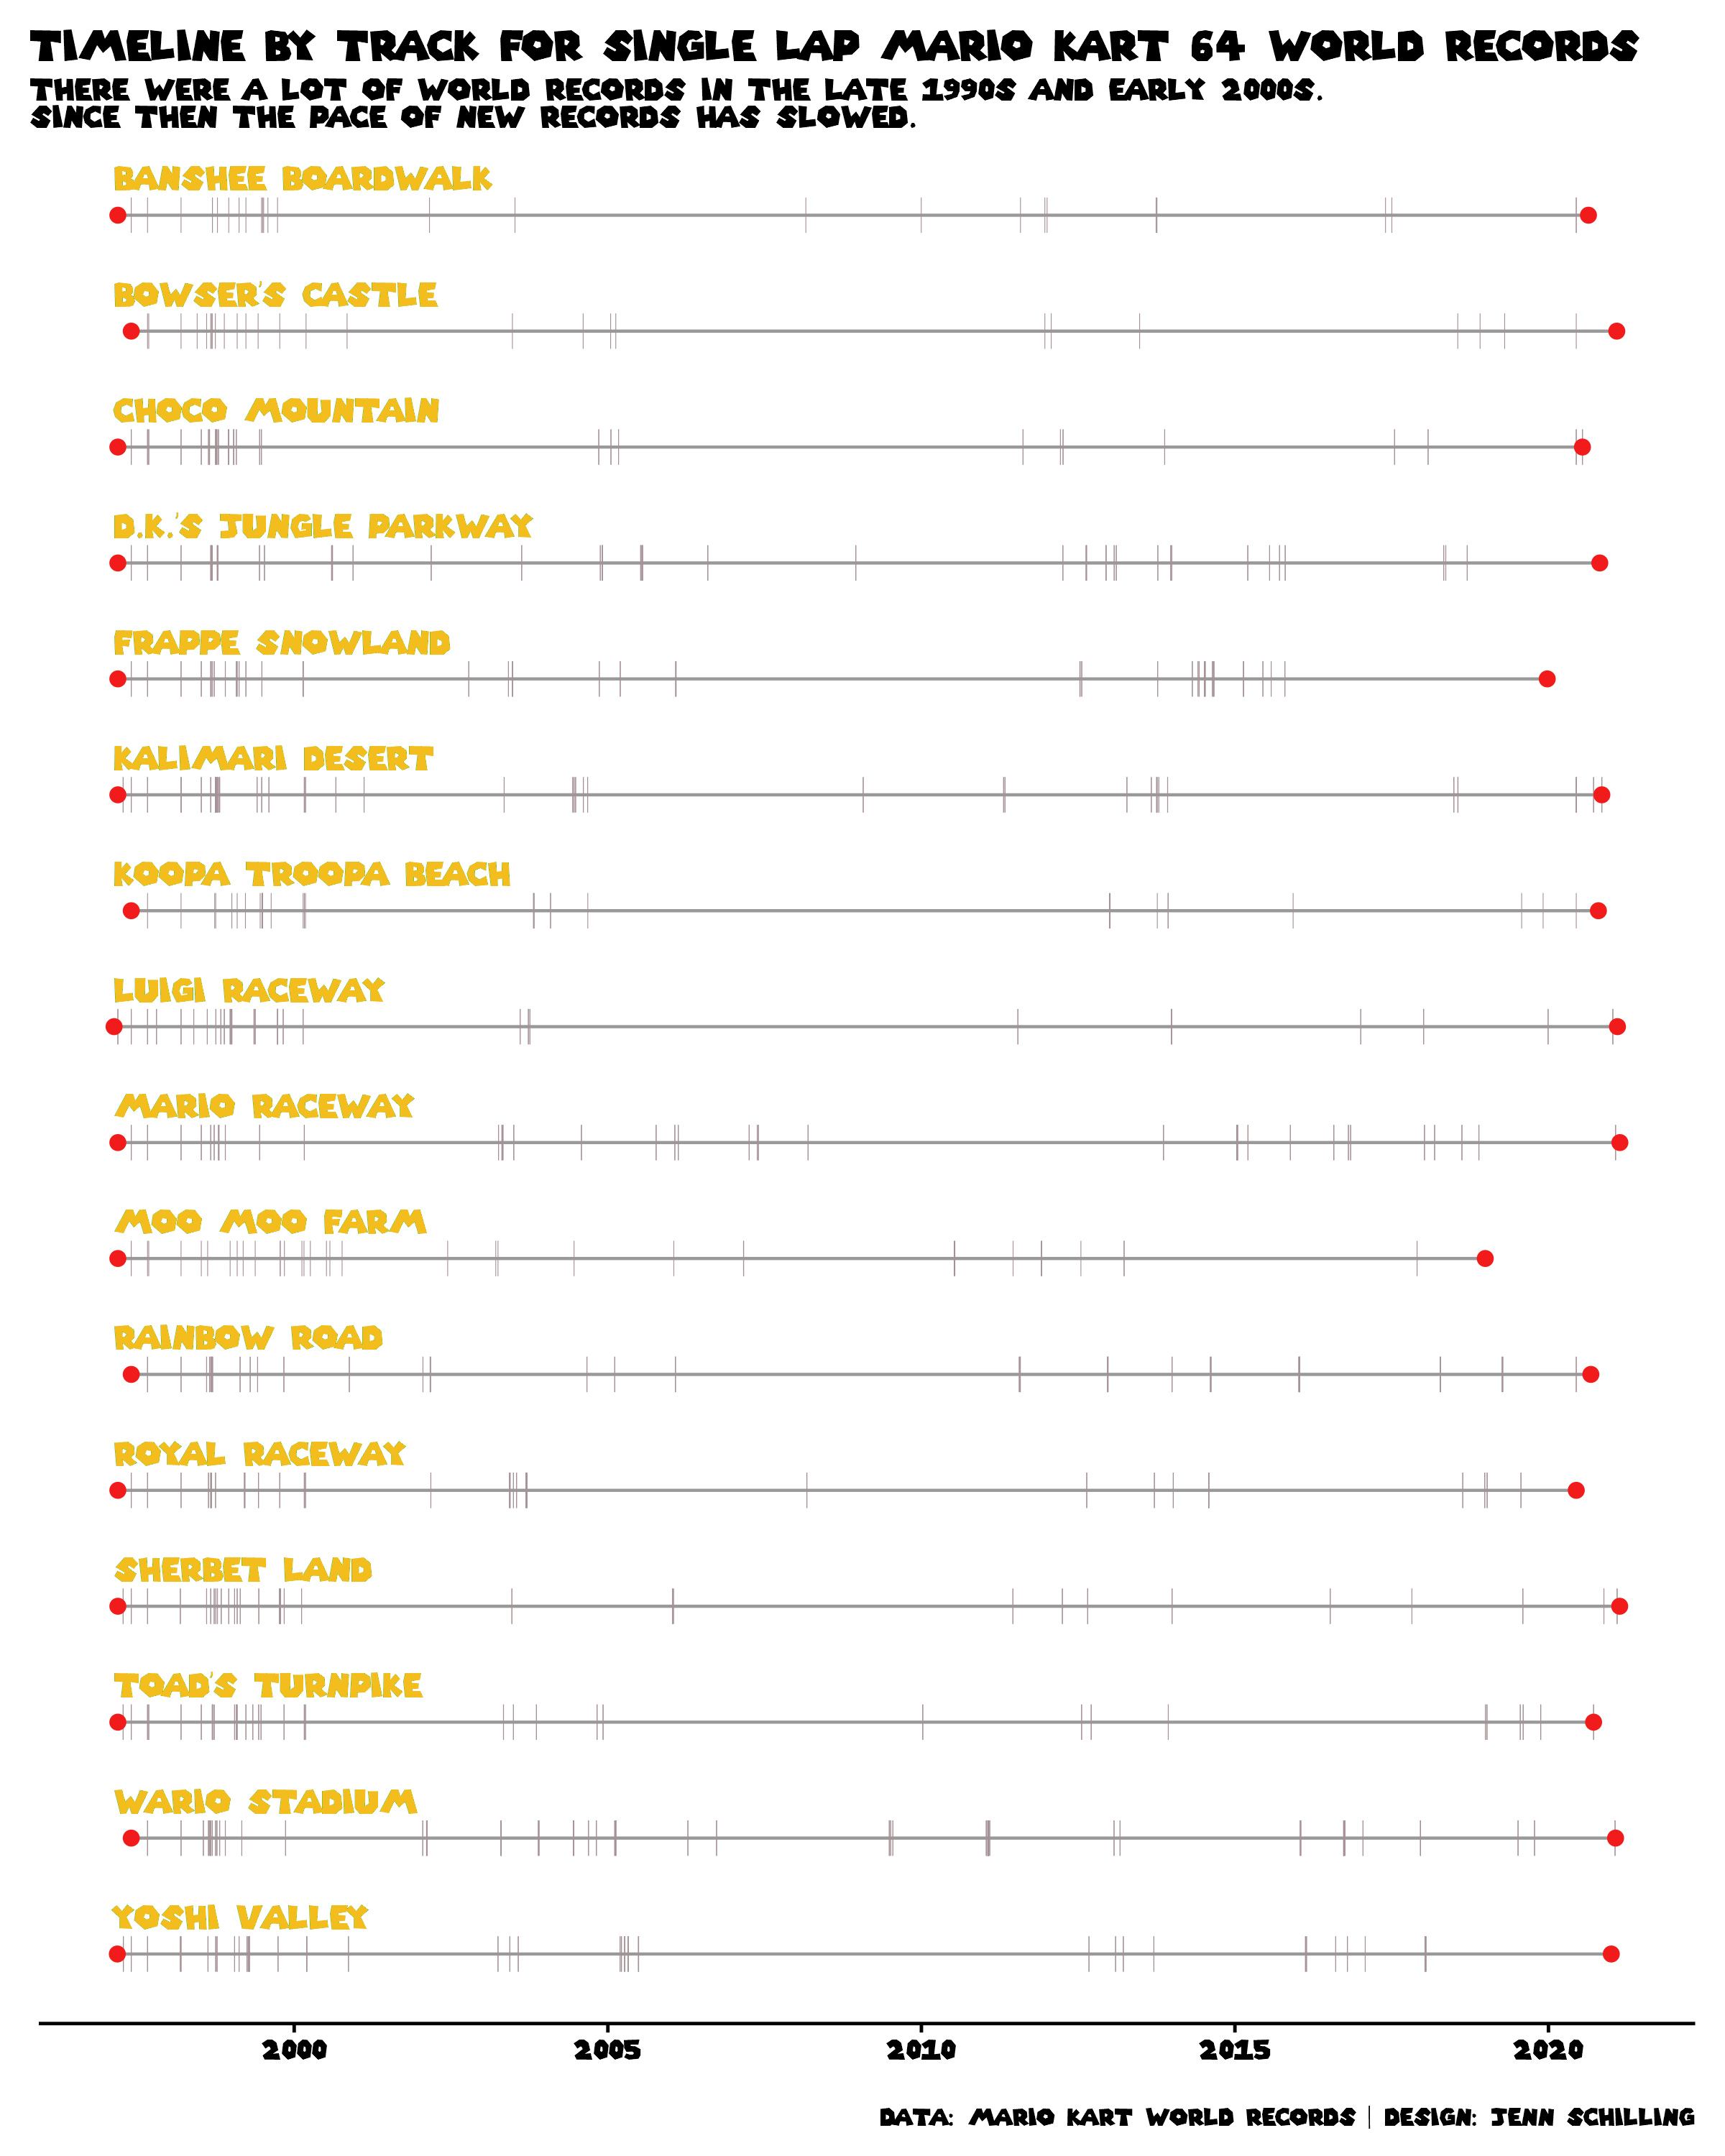 TIMELINE BY TRACK FOR SINGLE LAP MARIO KART 64 WORLD RECORDS
THERE WERE A LOT OF WORLD RECORDS IN THE LATE 1990S AND EARLY 2000S.
SINCE THEN THE PACE OF NEW RECORDS HAS SLOWED.
BANSHEE BOARDWALK
BOWSER'S CASTLE
CHOCO MOUNTAIN
D.K.'S JUNGLE PARKWAY
FRAPPE SNOWLAND
KALIMARI DESERT
KOOPA TROOPA BEACH
LUIGI RACEWAY
MARIO RACEWAY
MOO MOO FARM
RAINBOW ROAD
ROYAL RACEWAY
SHERBET LAND
TOAD'S TURNPIKE
WARIO STADIUM
YOSHI VALLEY
2000 2005 2010 2015 2020
DATA: MARIO KART WORLD RECORDS | DESIGN: JENN SCHILLING